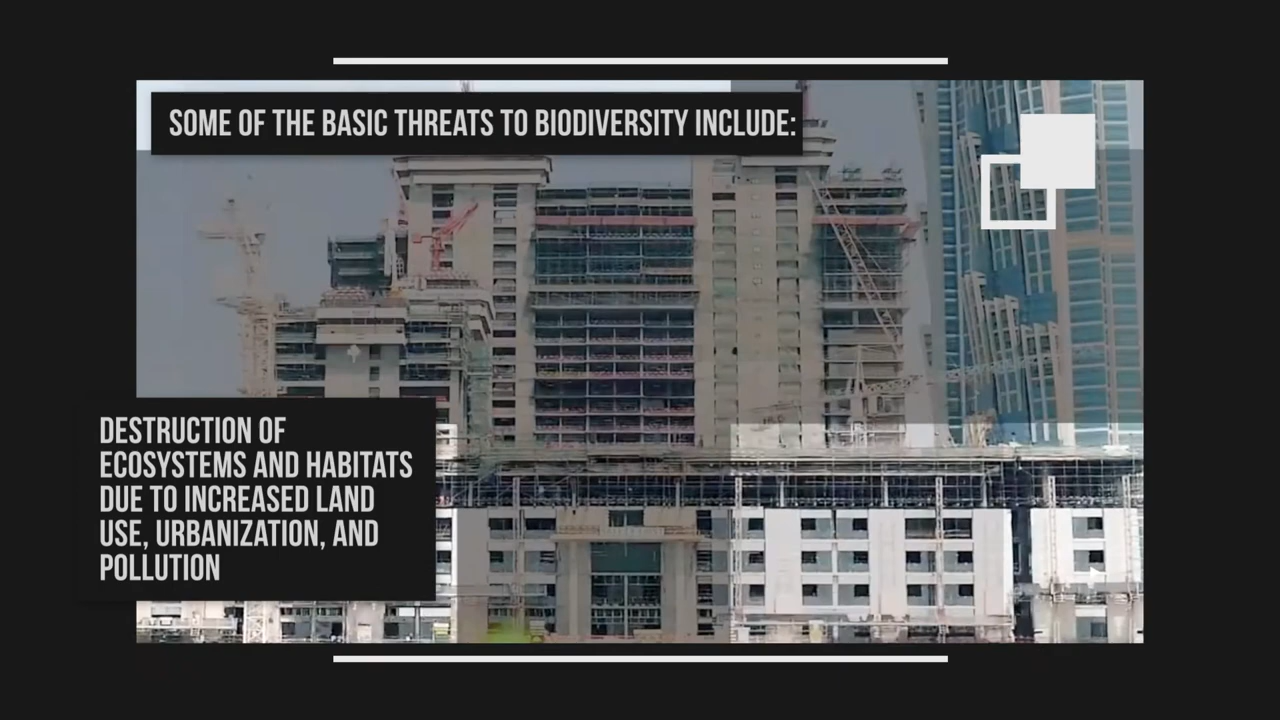 SOME OF THE BASIC THREATS TO BIODIVERSITY INCLUDE:
DESTRUCTION OF
ECOSYSTEMS AND HABITATS
DUE TO INCREASED LAND
USE, URBANIZATION, AND
POLLUTION